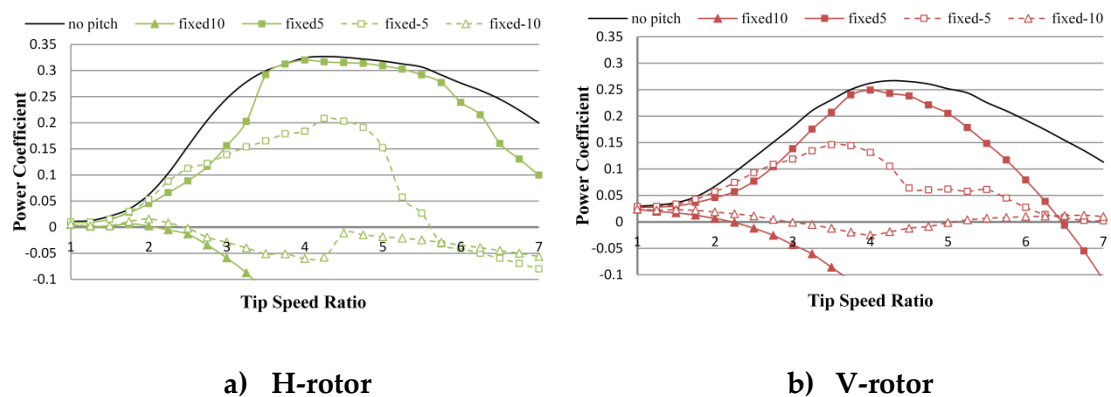 no pitch fixed10 fixed5 fixed-5 fixed-10
0.35
0.3
0.25
0.2
0.15
0.1
0.05
0
-0.05
-0.1
Power Coefficient
1 2 3 4 5 6 7
Tip Speed Ratio
a) H-rotor
no pitch fixed10 fixed5 fixed-5 fixed-10
0.35
0.3
0.25
0.2
0.15
0.1
0.05
0
-0.05
-0.1
Power Coefficient
1 2 3 4 5 6 7
Tip Speed Ratio
b) V-rotor